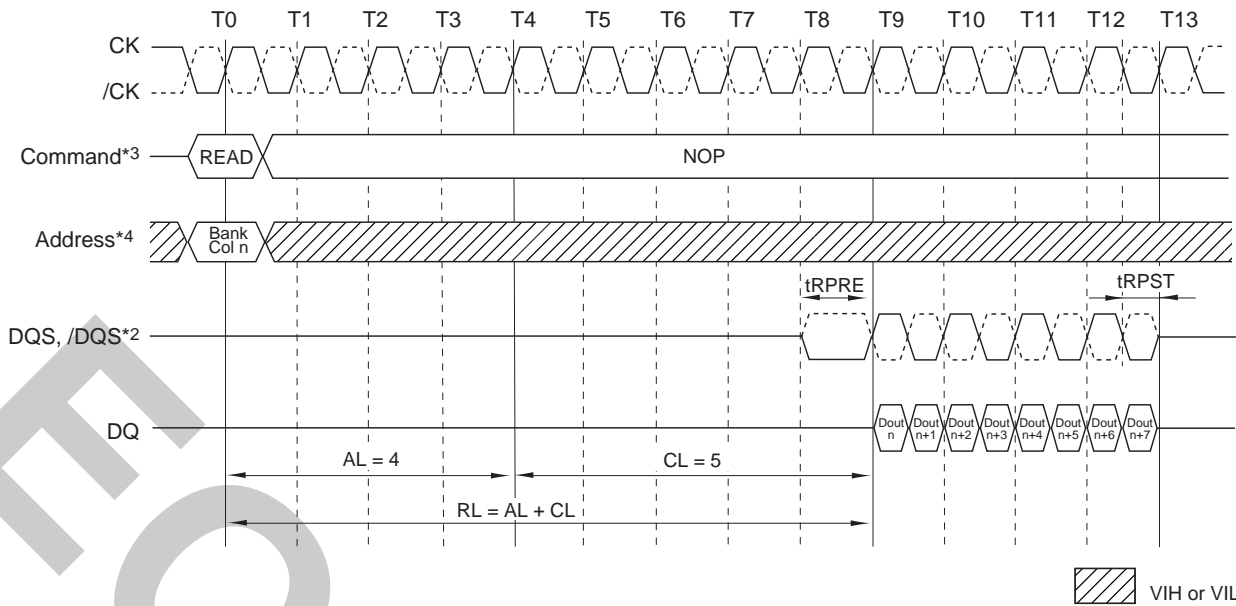 T0 T1 T2 T3 T4 T5 T6 T7 T8 T9 T10 T11 T12 T13
CK
/CK
Command*3
READ
NOP
Address*4
Bank
Col n
tRPRE
tRPST
DQS, /DQS*2
DQ
Dout
n
Dout
n+1
Dout
n+2
Dout
n+3
Dout
n+4
Dout
n+5
Dout
n+6
Dout
n+7
AL = 4
CL = 5
RL = AL + CL
VIH or VIL
E